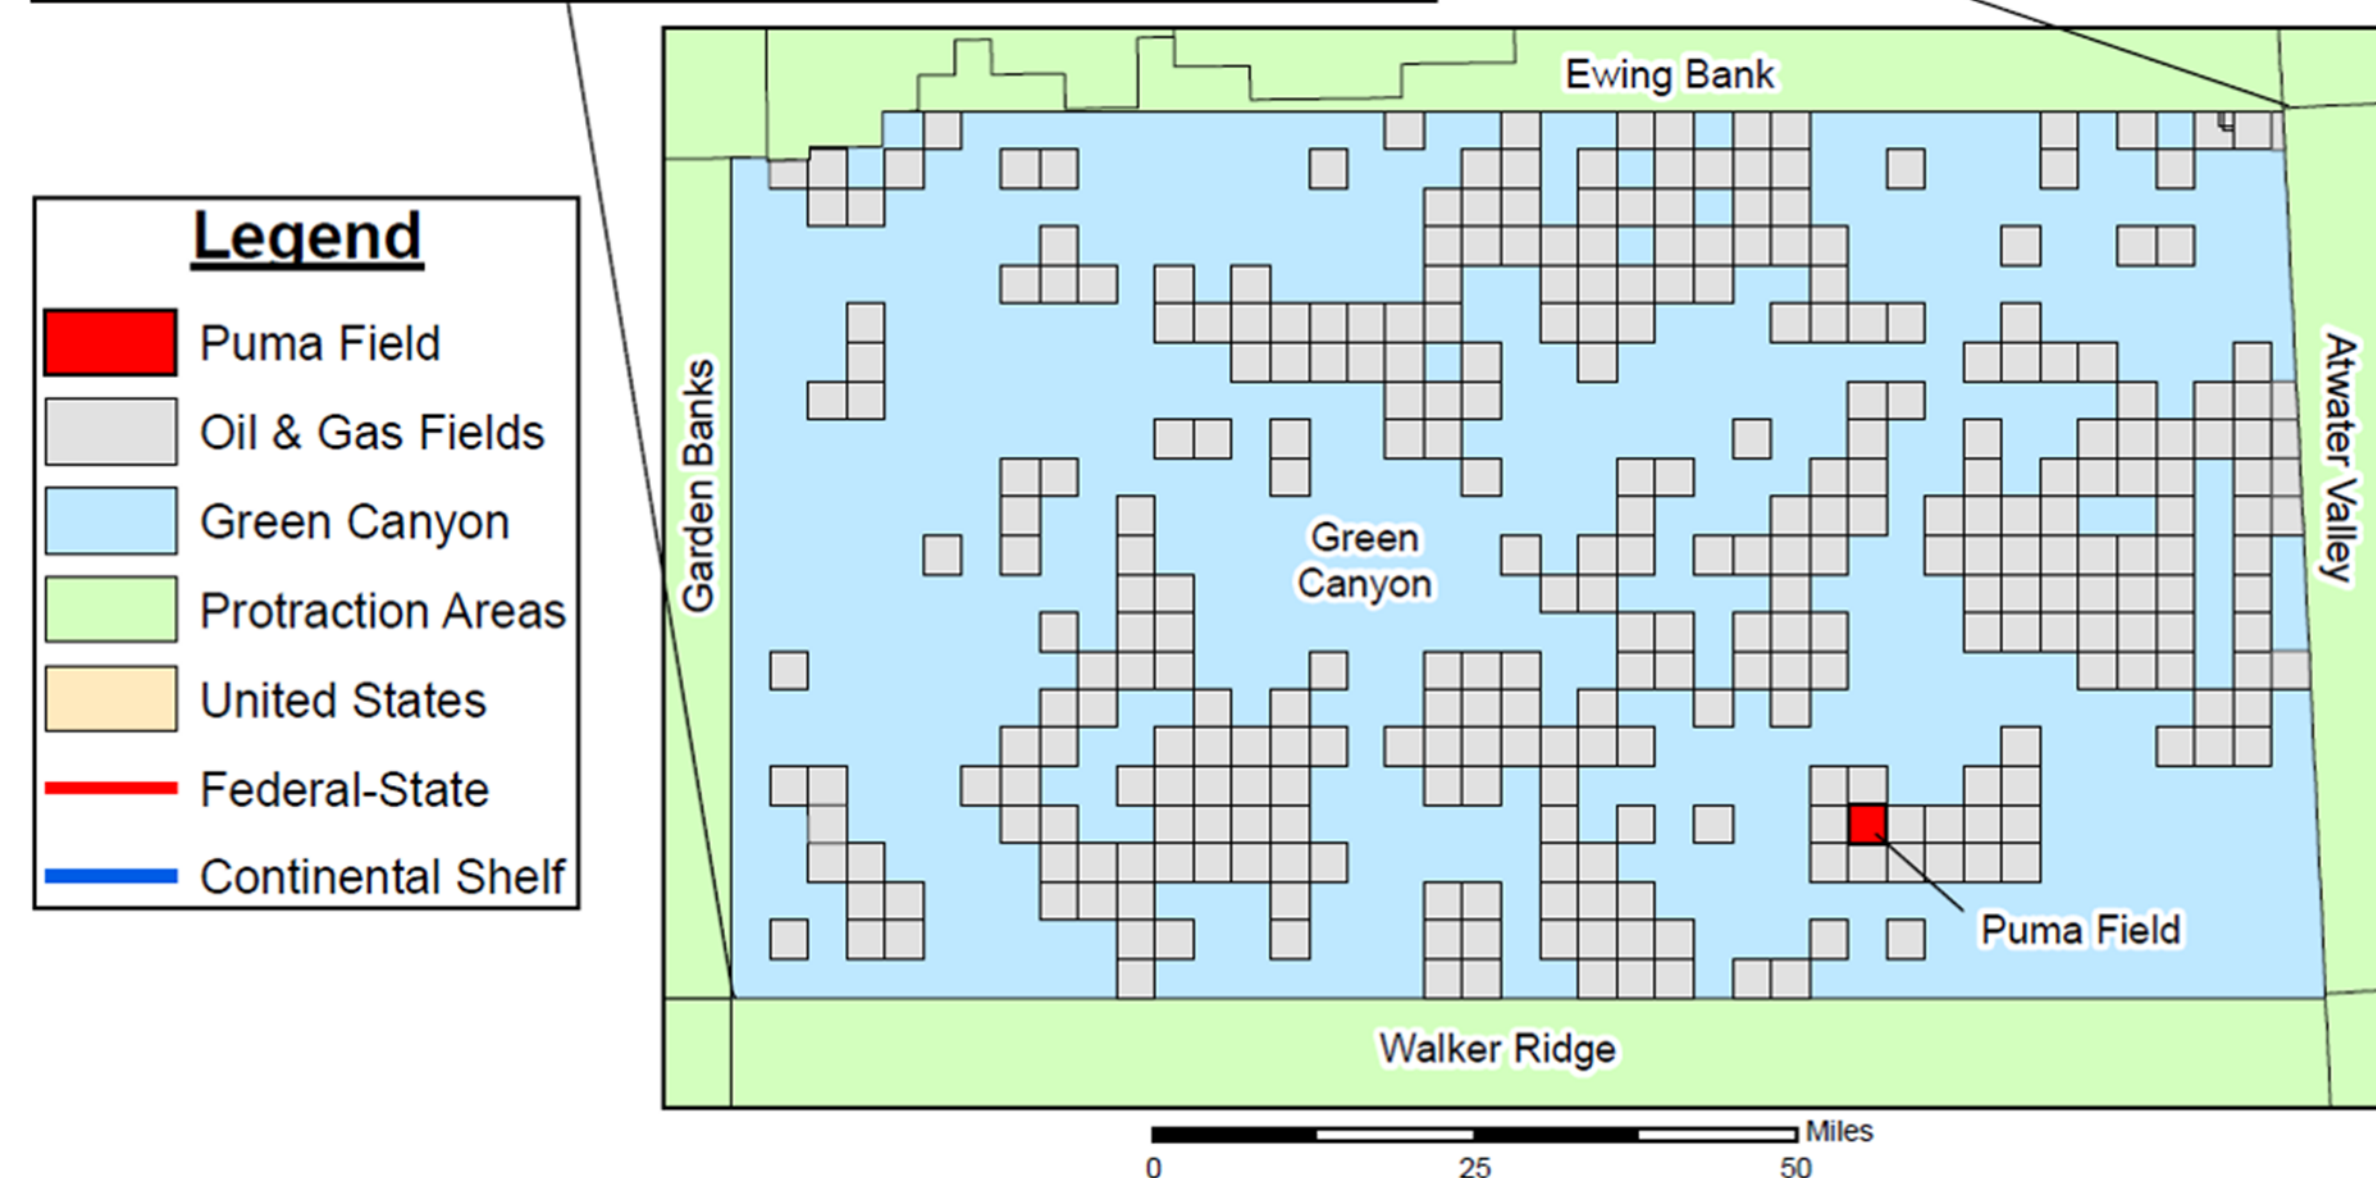 Legend
Puma Field
Oil & Gas Fields
Green Canyon
Protraction Areas
United States
Federal-State
Continental Shelf
Ewing Bank
Garden Banks
Atwater Valley
Green
Canyon
Puma Field
Walker Ridge
Miles
0 25 50